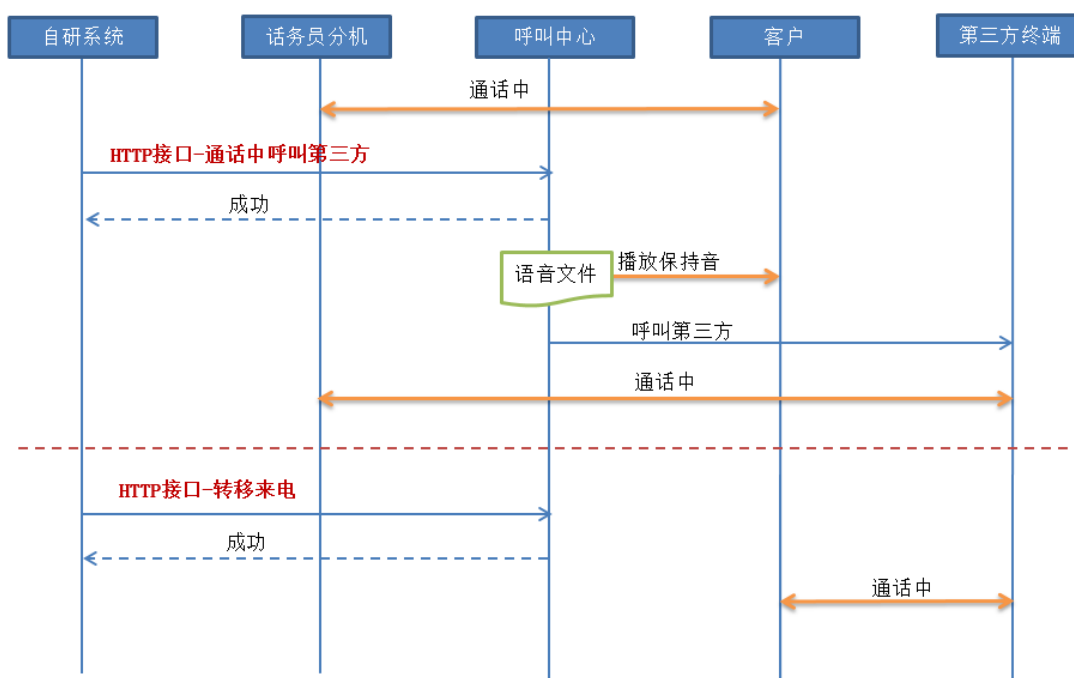 自研系统
话务员分机
呼叫中心
客户
第三方终端
通话中
HTTP接口-通话中呼叫第三方
成功
语音文件
播放保持音
呼叫第三方
通话中
HTTP接口-转移来电
成功
通话中